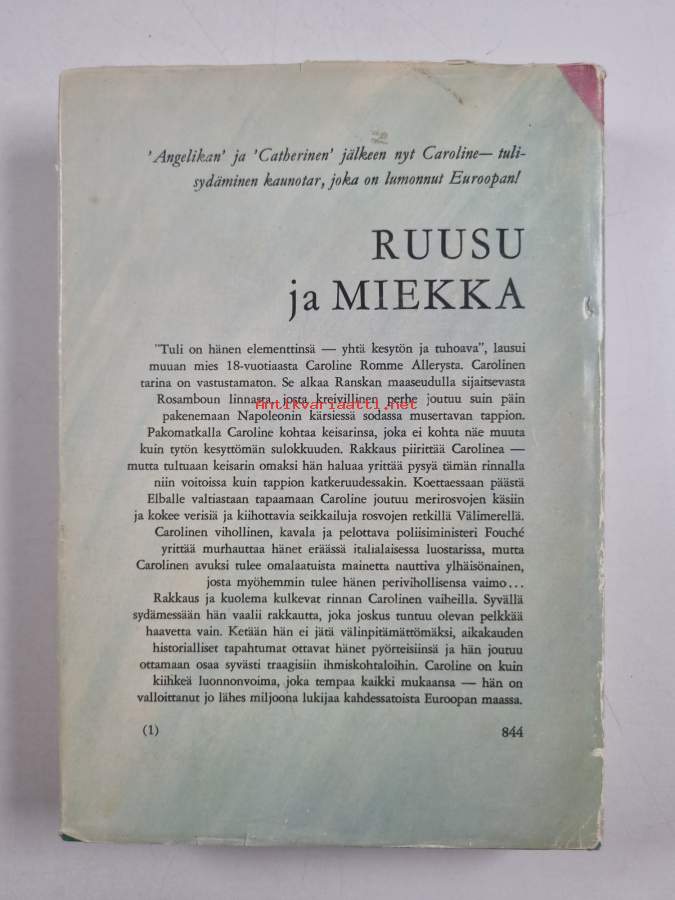 'Angelikan' ja 'Catherinen' jälkeen nyt Caroline— tuli-
sydäminen kaunotar, joka on lumonnut Euroopan!
RUUSU
ja MIEKKA
"Tuli on hänen elementtinsä — yhtä kesytön ja tuhoava", lausui
muuan mies 18-vuotiaasta Caroline Romme Allerysta. Carolinen
tarina on vastustamaton. Se alkaa Ranskan maaseudulla sijaitsevasta
Rosamboun linnasta, josta kreivillinen perhe joutuu suin päin
Antikvariaatti.net
pakenemaan Napoleonin kärsiessä sodassa musertavan tappion.
Pakomatkalla Caroline kohtaa keisarinsa, joka ei kohta näe muuta
kuin tytön kesyttömän sulokkuuden. Rakkaus piirittää Carolinea —
mutta tultuaan keisarin omaksi hän haluaa yrittää pysyä tämän rinnalla
niin voitoissa kuin tappion katkeruudessakin. Koettaessaan päästä
Elballe valtiastaan tapaamaan Caroline joutuu merirosvojen käsiin
ja kokee verisiä ja kiihottavia seikkailuja rosvojen retkillä Välimerellä.
Carolinen vihollinen, kavala ja pelottava poliisiministeri Fouché
yrittää murhauttaa hänet eräässä italialaisessa luostarissa, mutta
Carolinen avuksi tulee omalaatuista mainetta nauttiva ylhäisönainen,
josta myöhemmin tulee hänen perivihollisensa vaimo...
Rakkaus ja kuolema kulkevat rinnan Carolinen vaiheilla. Syvällä
sydämessään hän vaalii rakkautta, joka joskus tuntuu olevan pelkkää
haavetta vain. Ketään hän ei jätä välinpitämättömäksi, aikakauden
historialliset tapahtumat ottavat hänet pyörteisiinsä ja hän joutuu
ottamaan osaa syvästi traagisiin ihmiskohtaloihin. Caroline on kuin
kiihkeä luonnonvoima, joka tempaa kaikki mukaansa — hän on
valloittanut jo lähes miljoona lukijaa kahdessatoista Euroopan maassa.
(1)
844